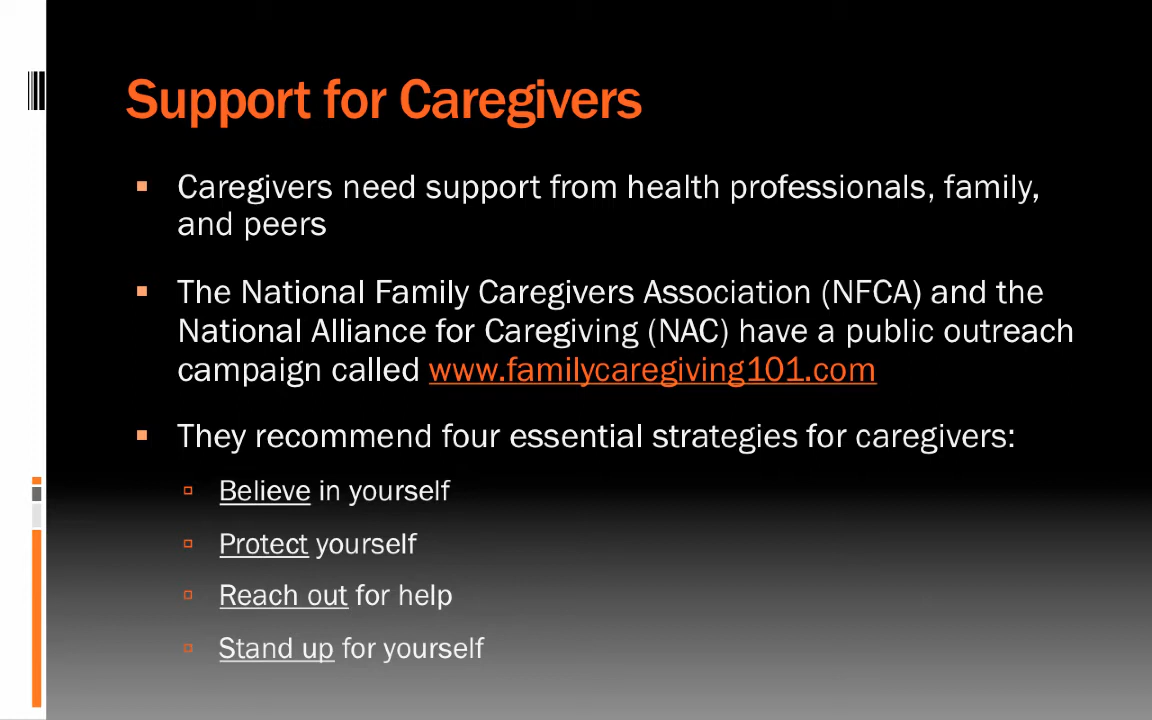 Support for Caregivers
Caregivers need support from health professionals, family,
and peers
The National Family Caregivers Association (NFCA) and the
National Alliance for Caregiving (NAC) have a public outreach
campaign called www.familycaregiving101.com
They recommend four essential strategies for caregivers:
Believe in yourself
Protect yourself
Reach out for help
Stand up for yourself